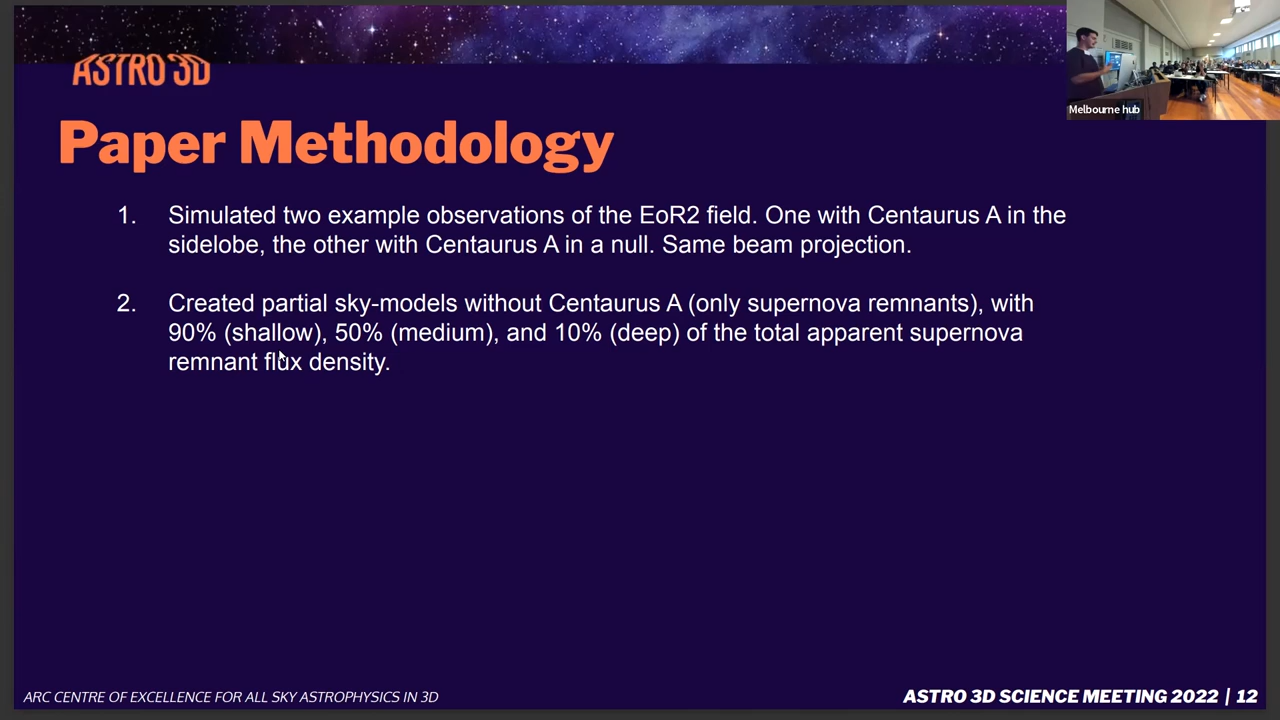 ASTRO 3D
Melbourne hub
Paper Methodology
1. Simulated two example observations of the EoR2 field. One with Centaurus A in the
sidelobe, the other with Centaurus A in a null. Same beam projection.
2. Created partial sky-models without Centaurus A (only supernova remnants), with
90% (shallow), 50% (medium), and 10% (deep) of the total apparent supernova
remnant flux density.
ARC CENTRE OF EXCELLENCE FOR ALL SKY ASTROPHYSICS IN 3D
ASTRO 3D SCIENCE MEETING 2022 | 12